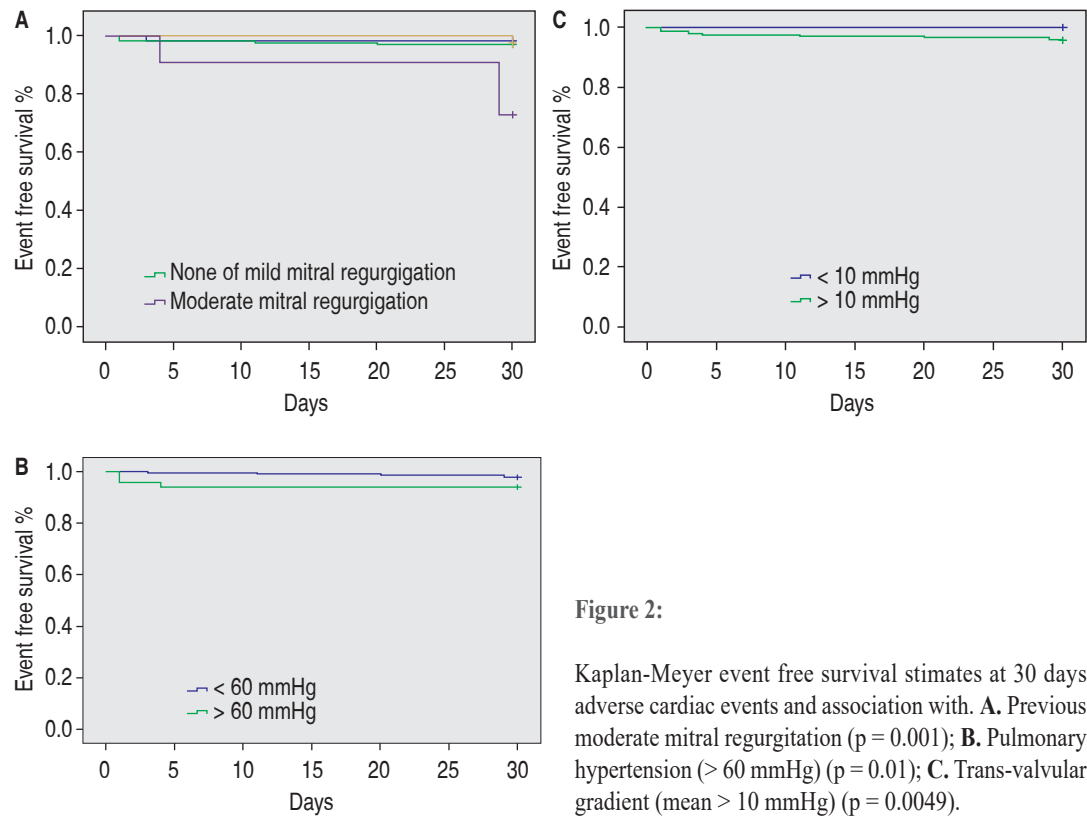 A
Event free survival %
1.0
0.8
0.6
0.4
0.2
0.0
None of mild mitral regurgigation
Moderate mitral regurgigation
0 5 10 15 20 25 30
Days
C
Event free survival %
1.0
0.8
0.6
0.4
0.2
0.0
< 10 mmHg
> 10 mmHg
0 5 10 15 20 25 30
Days
B
Event free survival %
1.0
0.8
0.6
0.4
0.2
0.0
< 60 mmHg
> 60 mmHg
0 5 10 15 20 25 30
Days
Figure 2:
Kaplan-Meyer event free survival stimates at 30 days
adverse cardiac events and association with. A. Previous
moderate mitral regurgitation (p = 0.001); B. Pulmonary
hypertension (> 60 mmHg) (p = 0.01); C. Trans-valvular
gradient (mean > 10 mmHg) (p = 0.0049).